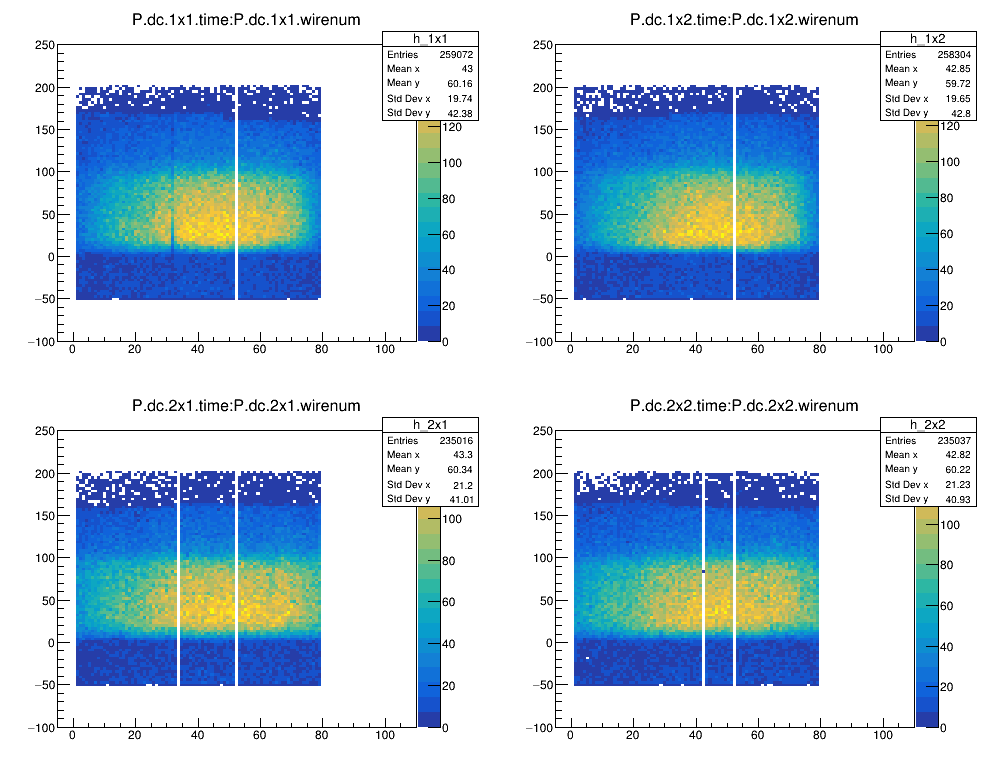 P.dc.1x1.time:P.dc.1x1.wirenum
h_1x1
Entries 259072
Mean x 43
Mean y 60.16
Std Dev x 19.74
Std Dev y 42.38
250
200
150
100
50
0
−50
−100
0 20 40 60 80 100
120
100
80
60
40
20
0
P.dc.1x2.time:P.dc.1x2.wirenum
h_1x2
Entries 258304
Mean x 42.85
Mean y 59.72
Std Dev x 19.65
Std Dev y 42.8
250
200
150
100
50
0
−50
−100
0 20 40 60 80 100
120
100
80
60
40
20
0
P.dc.2x1.time:P.dc.2x1.wirenum
h_2x1
Entries 235016
Mean x 43.3
Mean y 60.34
Std Dev x 21.2
Std Dev y 41.01
250
200
150
100
50
0
−50
−100
0 20 40 60 80 100
100
80
60
40
20
0
P.dc.2x2.time:P.dc.2x2.wirenum
h_2x2
Entries 235037
Mean x 42.82
Mean y 60.22
Std Dev x 21.23
Std Dev y 40.93
250
200
150
100
50
0
−50
−100
0 20 40 60 80 100
100
80
60
40
20
0